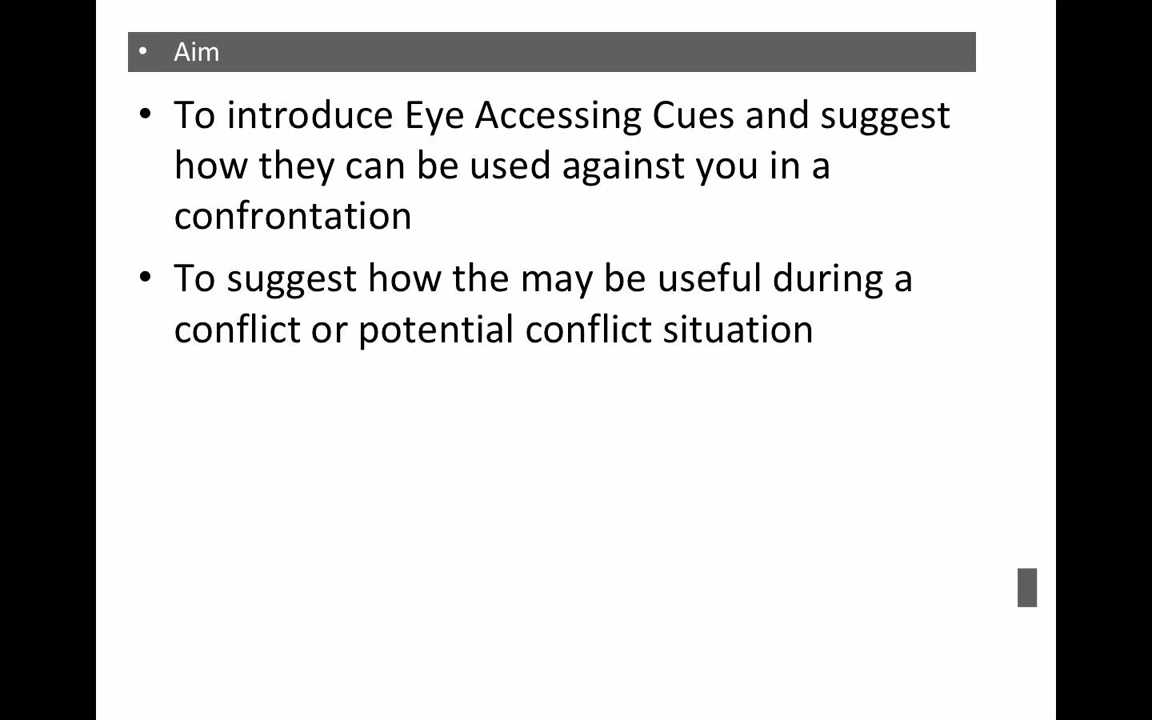 • Aim
• To introduce Eye Accessing Cues and suggest
how they can be used against you in a
confrontation
• To suggest how the may be useful during a
conflict or potential conflict situation